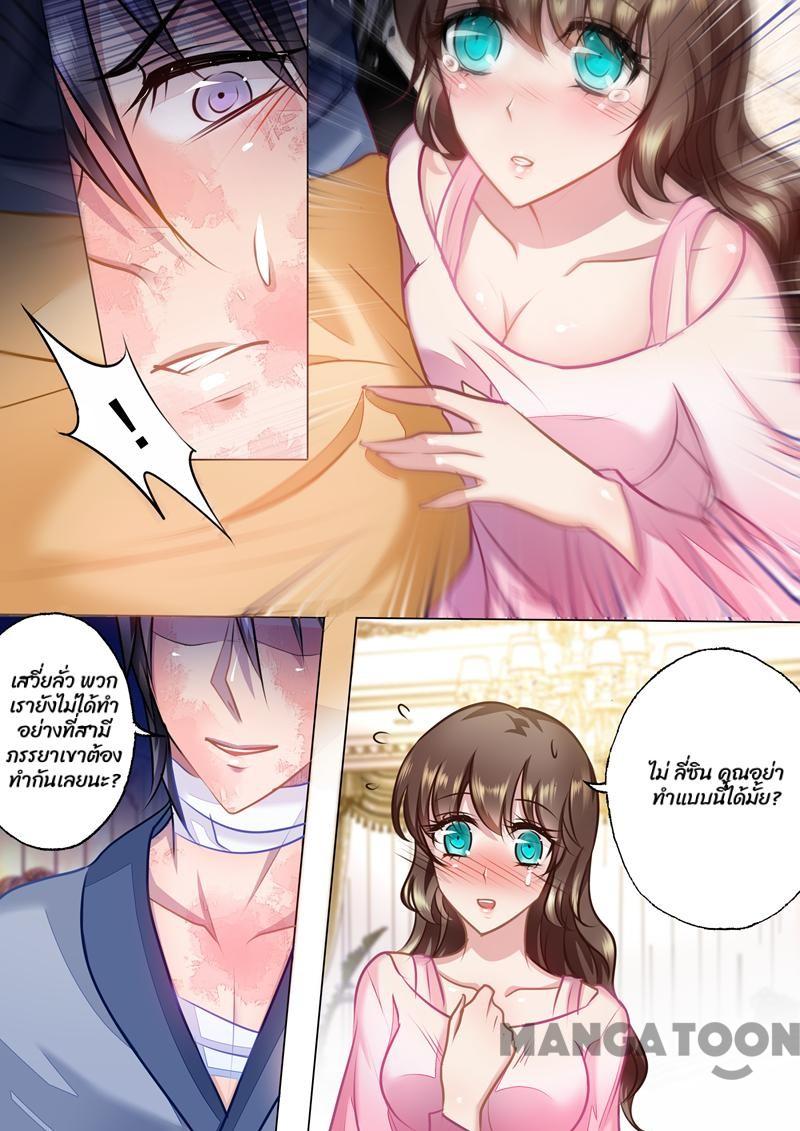 !
เสวี่ยลั่ว พวก
เรายังไม่ได้ทำ
อย่างที่สามี
ภรรยาเขาต้อง
ทำกันเลยนะ?
ไม่ ลี่ซิน คุณอย่า
ทำแบบนี้ได้มั้ย?
MANGATOON